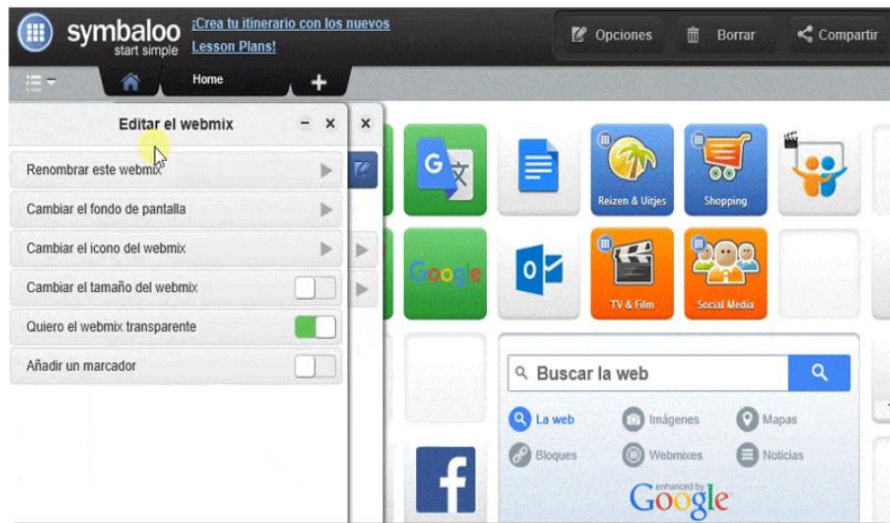 symbaloo
start simple
¡Crea tu itinerario con los nuevos
Lesson Plans!
Opciones
Borrar
Compartir
Home
Editar el webmix
Renombrar este webmix
Cambiar el fondo de pantalla
Cambiar el icono del webmix
Cambiar el tamaño del webmix
Quiero el webmix transparente
Añadir un marcador
G 文
Reizen & Uitjes
Shopping
Google
TV & Film
Social Media
Buscar la web
La web
Imágenes
Mapas
Bloques
Webmixes
Noticias
enhanced by
Google